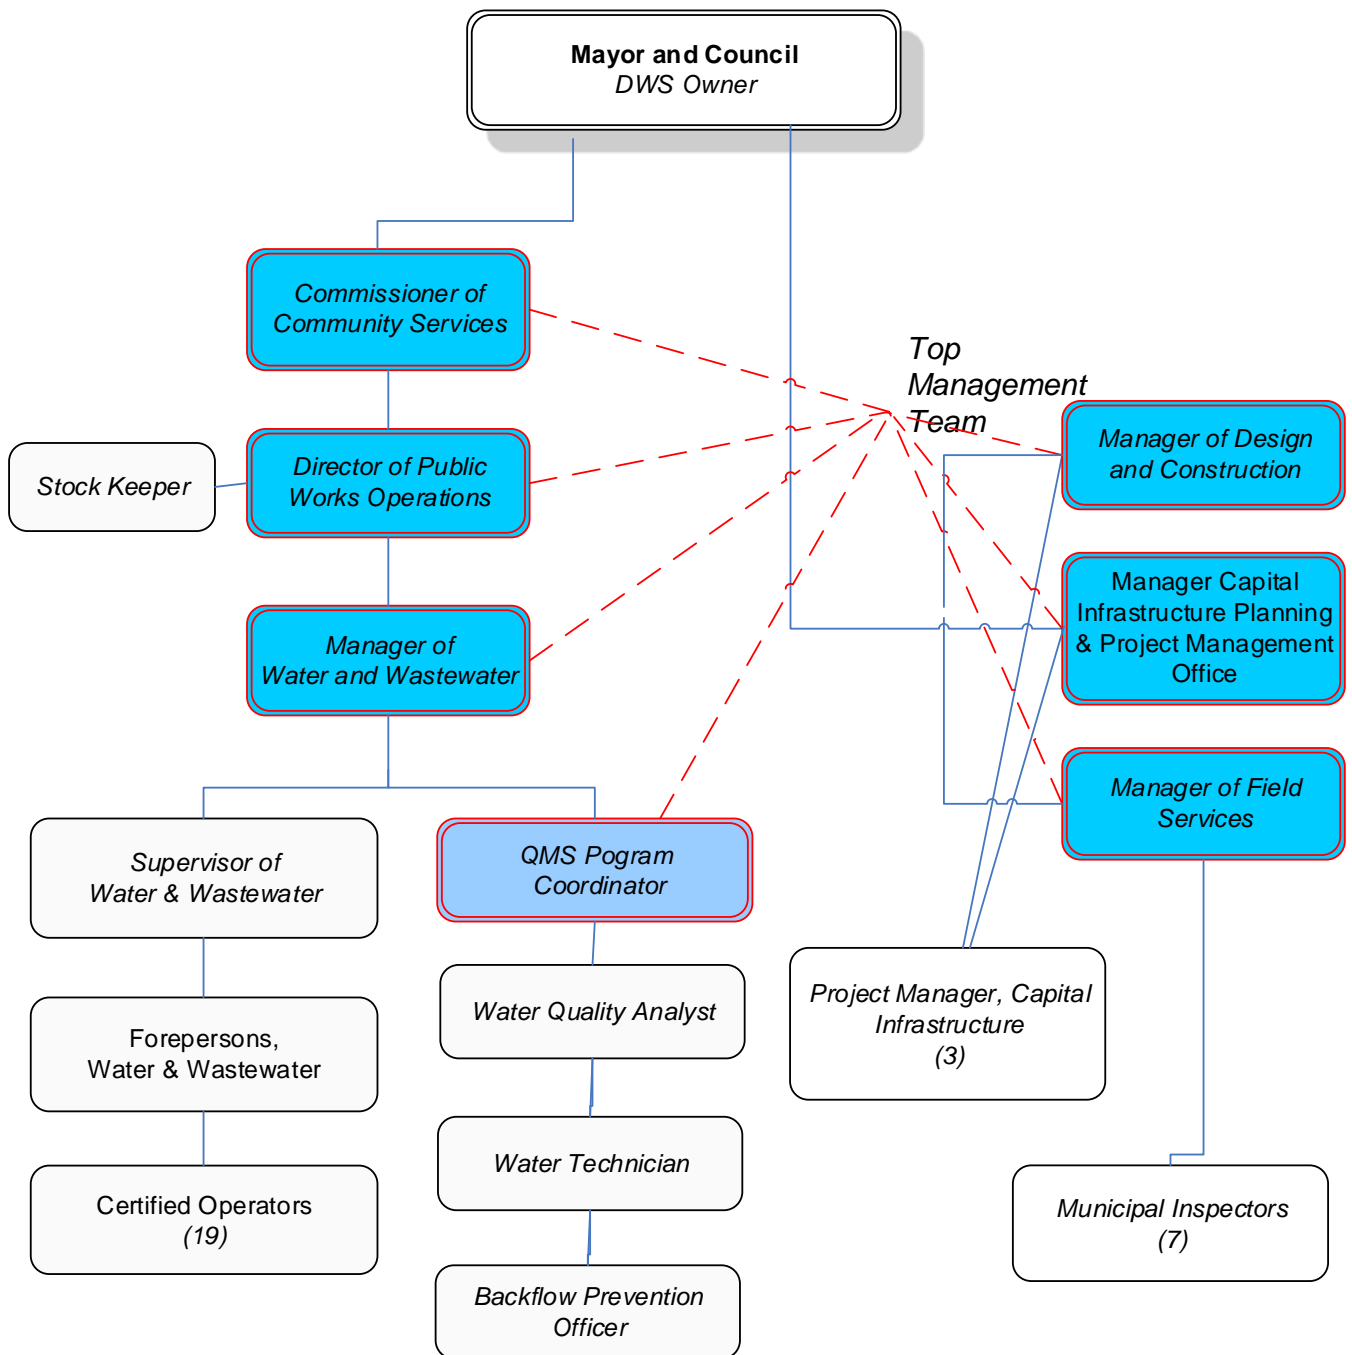 Mayor and Council
DWS Owner
Commissioner of
Community Services
Top
Management
Team
Manager of Design
and Construction
Stock Keeper
Director of Public
Works Operations
Manager Capital
Infrastructure Planning
& Project Management
Office
Manager of
Water and Wastewater
Manager of Field
Services
Supervisor of
Water & Wastewater
QMS Pogram
Coordinator
Water Quality Analyst
Project Manager, Capital
Infrastructure
(3)
Forepersons,
Water & Wastewater
Water Technician
Certified Operators
(19)
Municipal Inspectors
(7)
Backflow Prevention
Officer